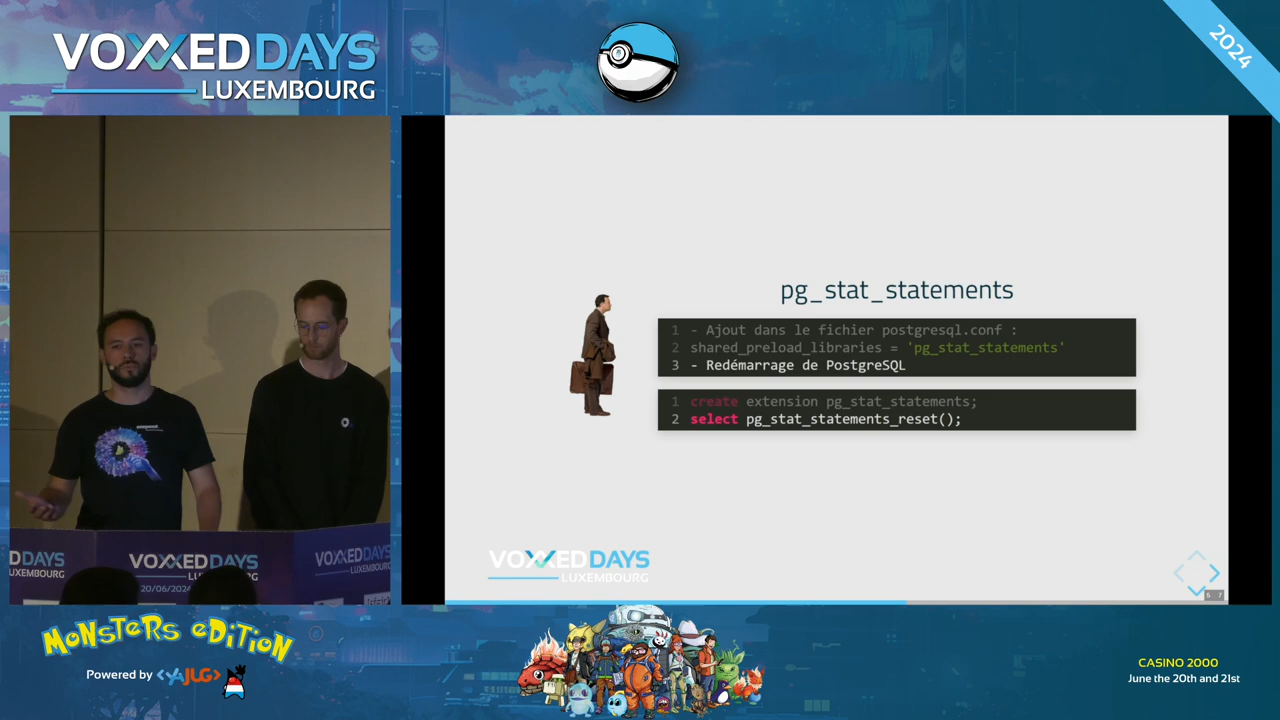 VOXXED DAYS
LUXEMBOURG
2024
pg_stat_statements
1 - Ajout dans le fichier postgresql.conf :
2 shared_preload_libraries = 'pg_stat_statements'
3 - Redémarrage de PostgreSQL
1 create extension pg_stat_statements;
2 select pg_stat_statements_reset();
VOXXED DAYS
LUXEMBOURG
DAYS
VOXXED DAYS
VOXXED DAYS
LUXEMBOURG
20/06/2024
MONSTERS EDITION
Powered by <YAJUG>
CASINO 2000
June the 20th and 21st